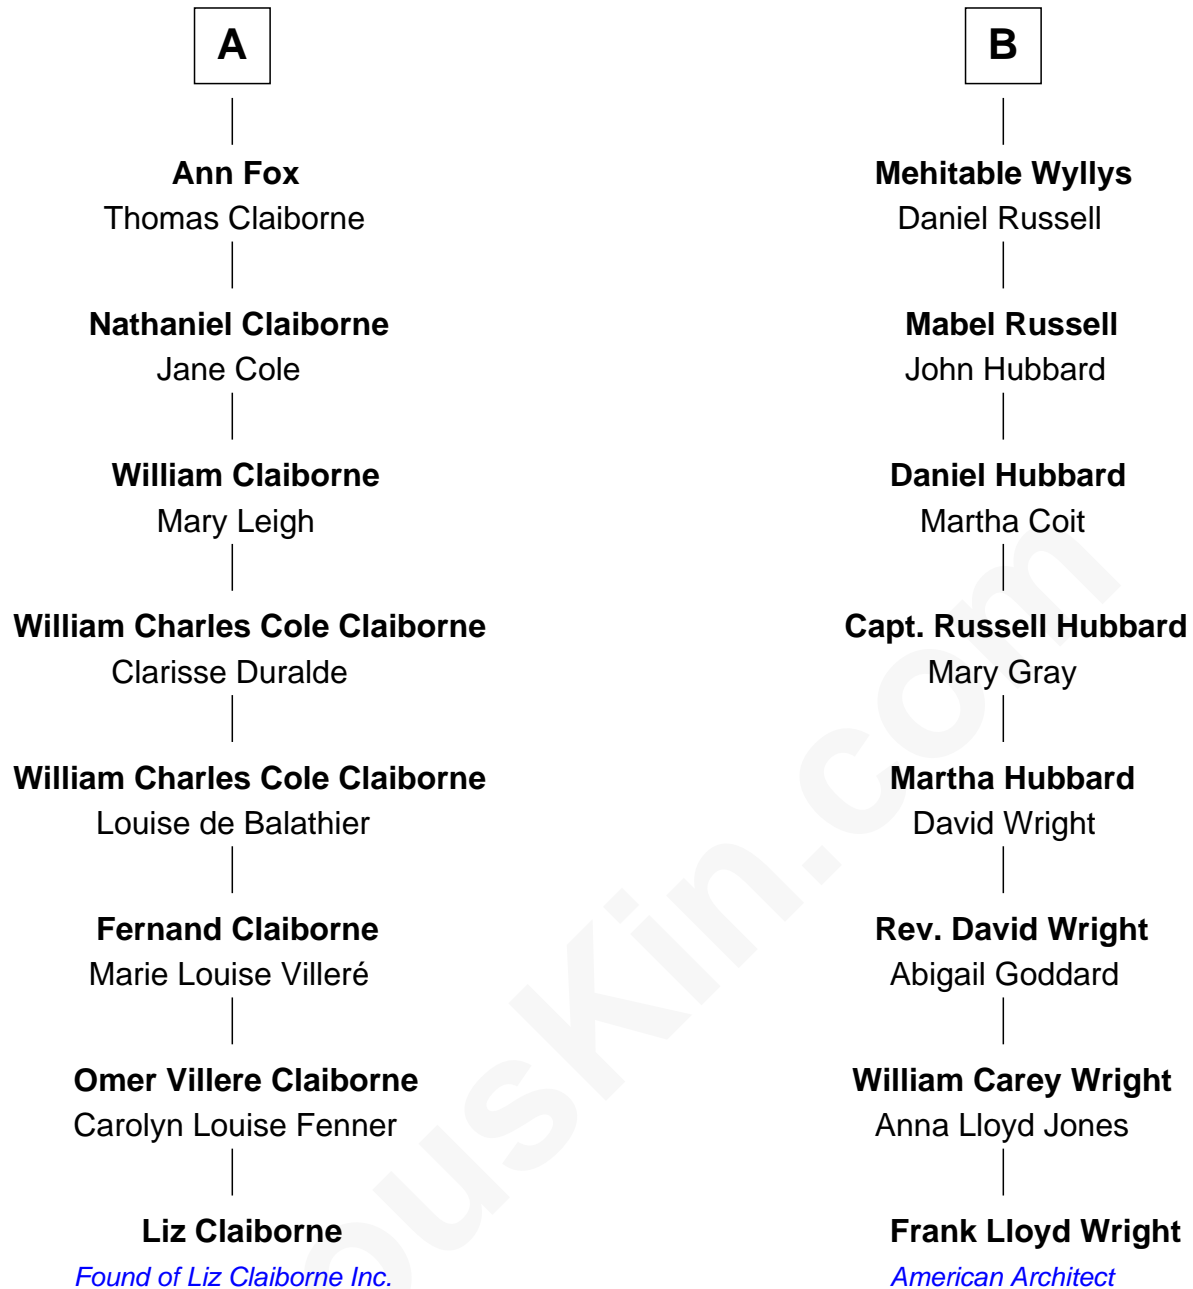 A
Ann Fox
Thomas Claiborne
Nathaniel Claiborne
Jane Cole
William Claiborne
Mary Leigh
William Charles Cole Claiborne
Clarisse Duralde
William Charles Cole Claiborne
Louise de Balathier
Fernand Claiborne
Marie Louise Villeré
Omer Villere Claiborne
Carolyn Louise Fenner
Liz Claiborne
Found of Liz Claiborne Inc.
B
Mehitable Wyllys
Daniel Russell
Mabel Russell
John Hubbard
Daniel Hubbard
Martha Coit
Capt. Russell Hubbard
Mary Gray
Martha Hubbard
David Wright
Rev. David Wright
Abigail Goddard
William Carey Wright
Anna Lloyd Jones
Frank Lloyd Wright
American Architect
ousKin.com